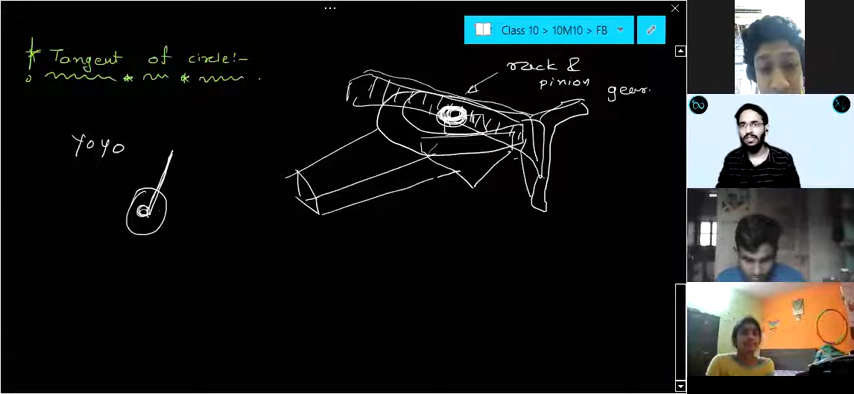 Class 10 > 10M10 > FB
* Tangent of circle:-
rack &
pinion gear.
YOYO